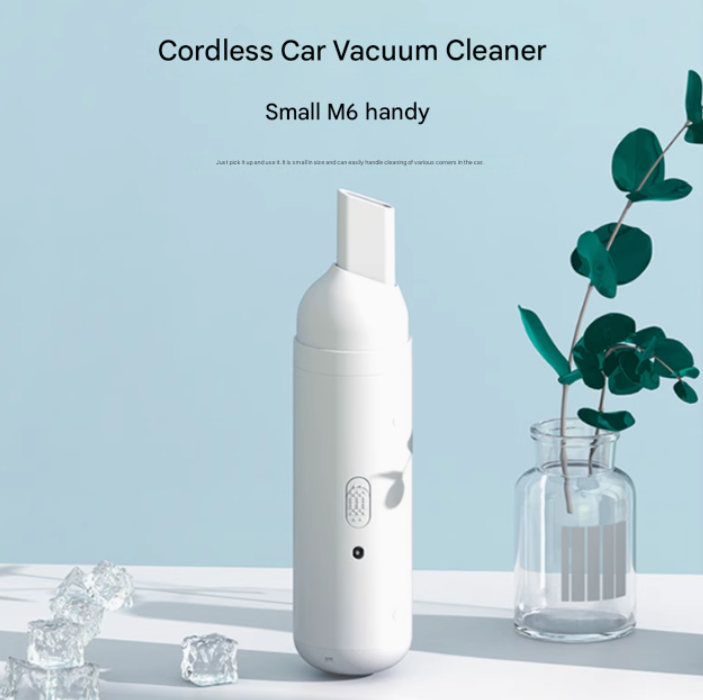 Cordless Car Vacuum Cleaner
Small M6 handy
Just pick it up and use it. It is small in size and can easily handle cleaning of various corners in the car.